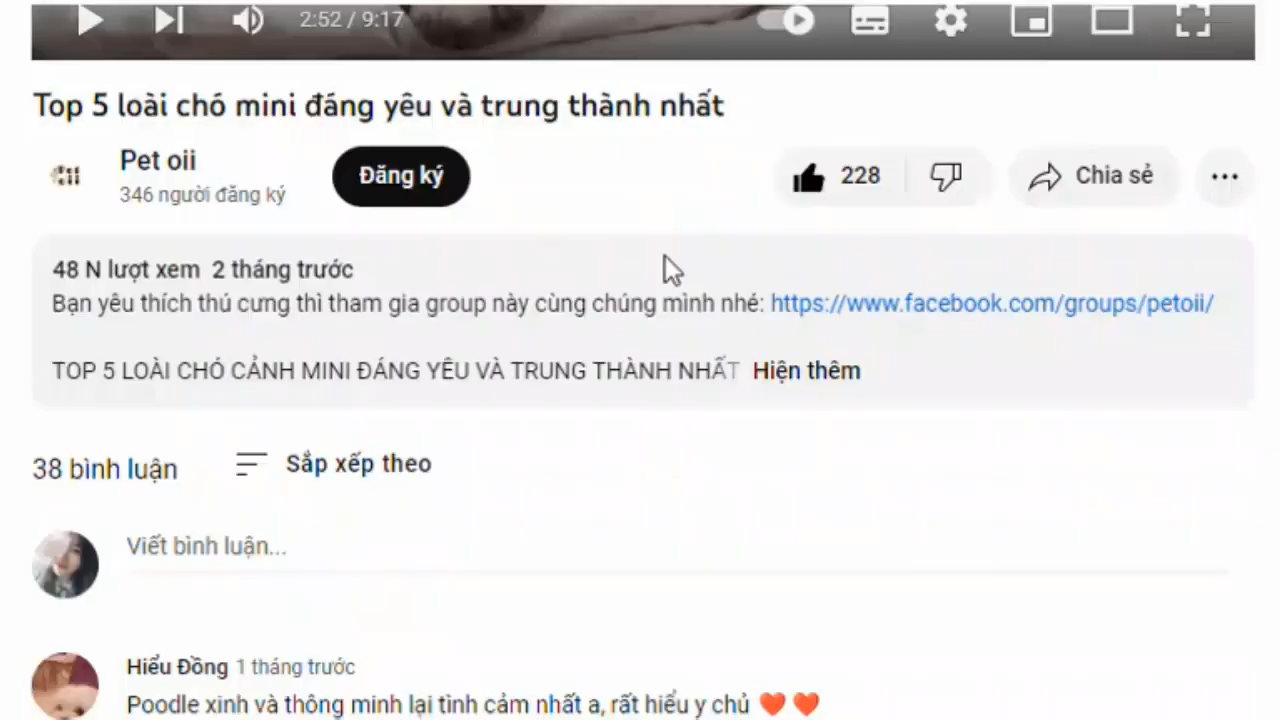 2:52 / 9:17
Top 5 loài chó mini đáng yêu và trung thành nhất
Pet oii
346 người đăng ký
Đăng ký
228
Chia sẻ
48 N lượt xem 2 tháng trước
Bạn yêu thích thú cưng thì tham gia group này cùng chúng mình nhé: https://www.facebook.com/groups/petoii/
TOP 5 LOÀI CHÓ CẢNH MINI ĐÁNG YÊU VÀ TRUNG THÀNH NHẤT Hiện thêm
38 bình luận
Sắp xếp theo
Viết bình luận...
Hiểu Đồng 1 tháng trước
Poodle xinh và thông minh lại tình cảm nhất a, rất hiểu y chủ ❤️ ❤️